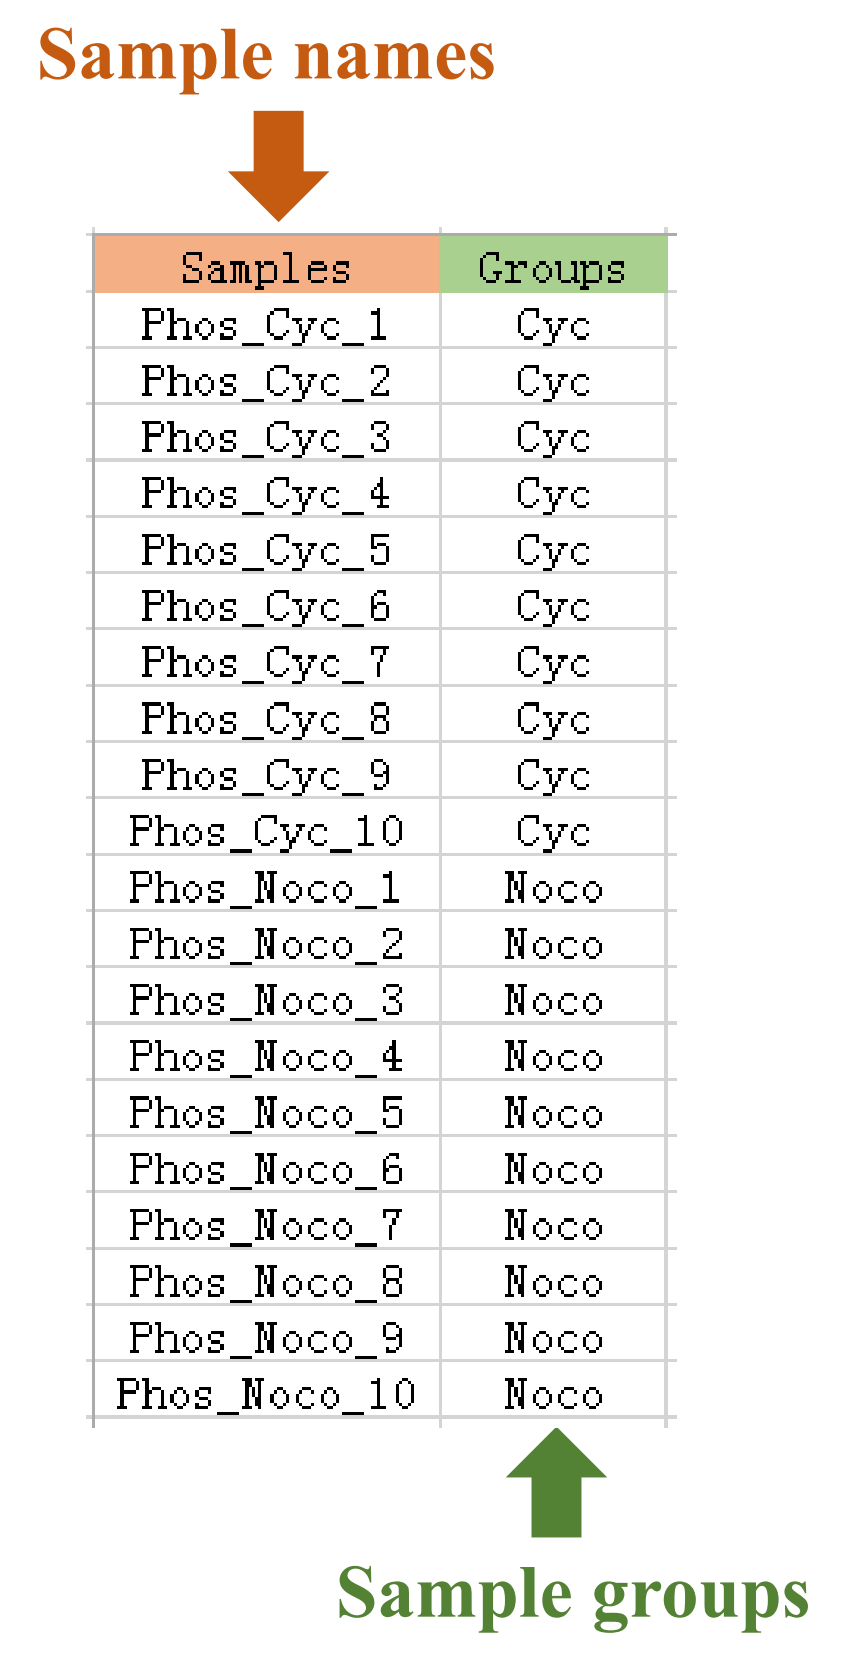 Sample names
Samples Groups
Phos_Cyc_1 Cyc
Phos_Cyc_2 Cyc
Phos_Cyc_3 Cyc
Phos_Cyc_4 Cyc
Phos_Cyc_5 Cyc
Phos_Cyc_6 Cyc
Phos_Cyc_7 Cyc
Phos_Cyc_8 Cyc
Phos_Cyc_9 Cyc
Phos_Cyc_10 Cyc
Phos_Noco_1 Noco
Phos_Noco_2 Noco
Phos_Noco_3 Noco
Phos_Noco_4 Noco
Phos_Noco_5 Noco
Phos_Noco_6 Noco
Phos_Noco_7 Noco
Phos_Noco_8 Noco
Phos_Noco_9 Noco
Phos_Noco_10 Noco
Sample groups